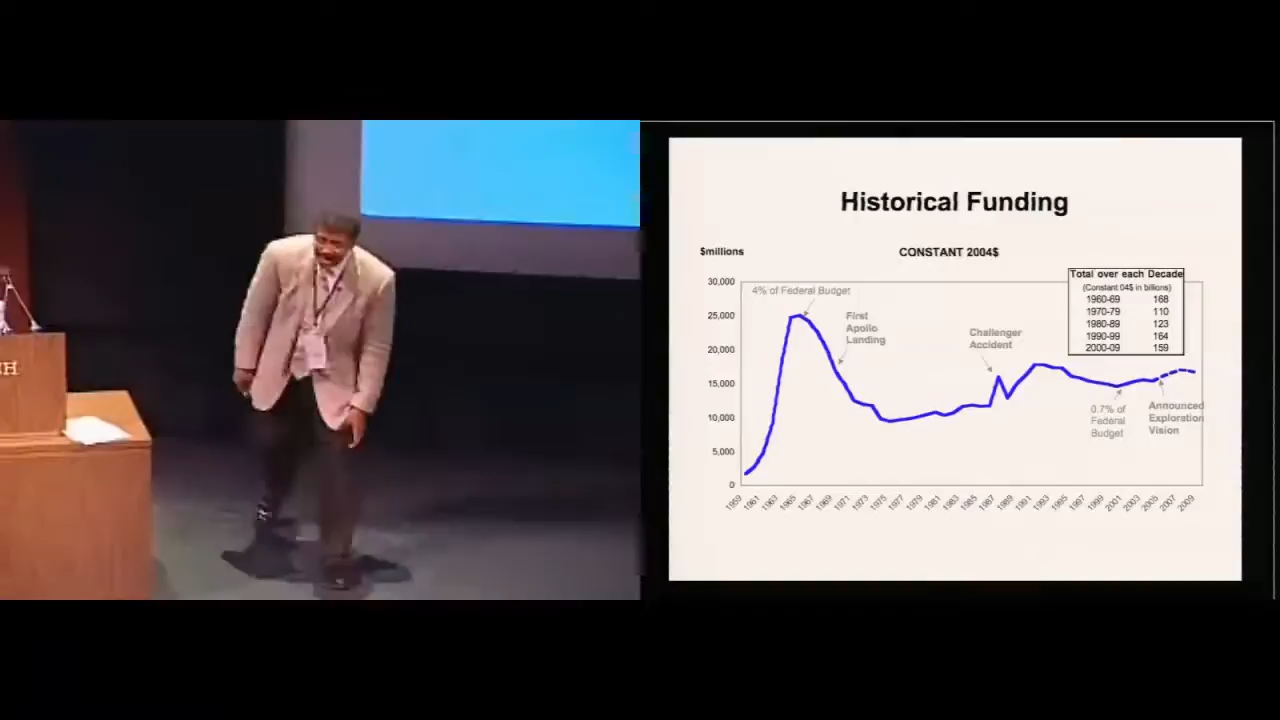 Historical Funding
$millions
CONSTANT 2004$
Total over each Decade
(Constant 04$ in billions)
1960-69 168
1970-79 110
1980-89 123
1990-99 164
2000-09 159
30,000
25,000
20,000
15,000
10,000
5,000
0
4% of Federal Budget
First
Apollo
Landing
Challenger
Accident
0.7% of
Federal
Budget
Announced
Exploration
Vision
1959
1961
1963
1965
1967
1969
1971
1973
1975
1977
1979
1981
1983
1985
1987
1989
1991
1993
1995
1997
1999
2001
2003
2005
2007
2009